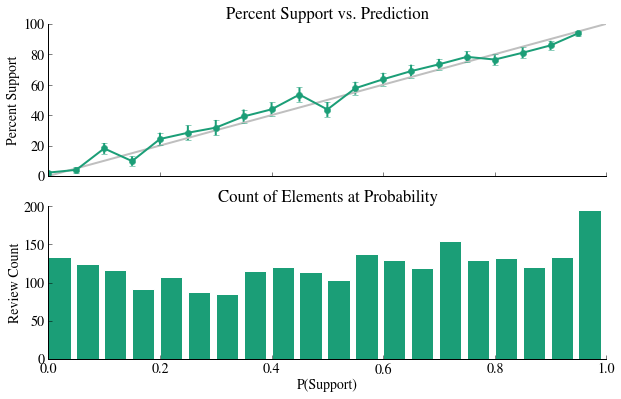 Percent Support vs. Prediction
100
80
60
40
20
0
Percent Support
Count of Elements at Probability
200
150
100
50
0
Review Count
0.0 0.2 0.4 0.6 0.8 1.0
P(Support)